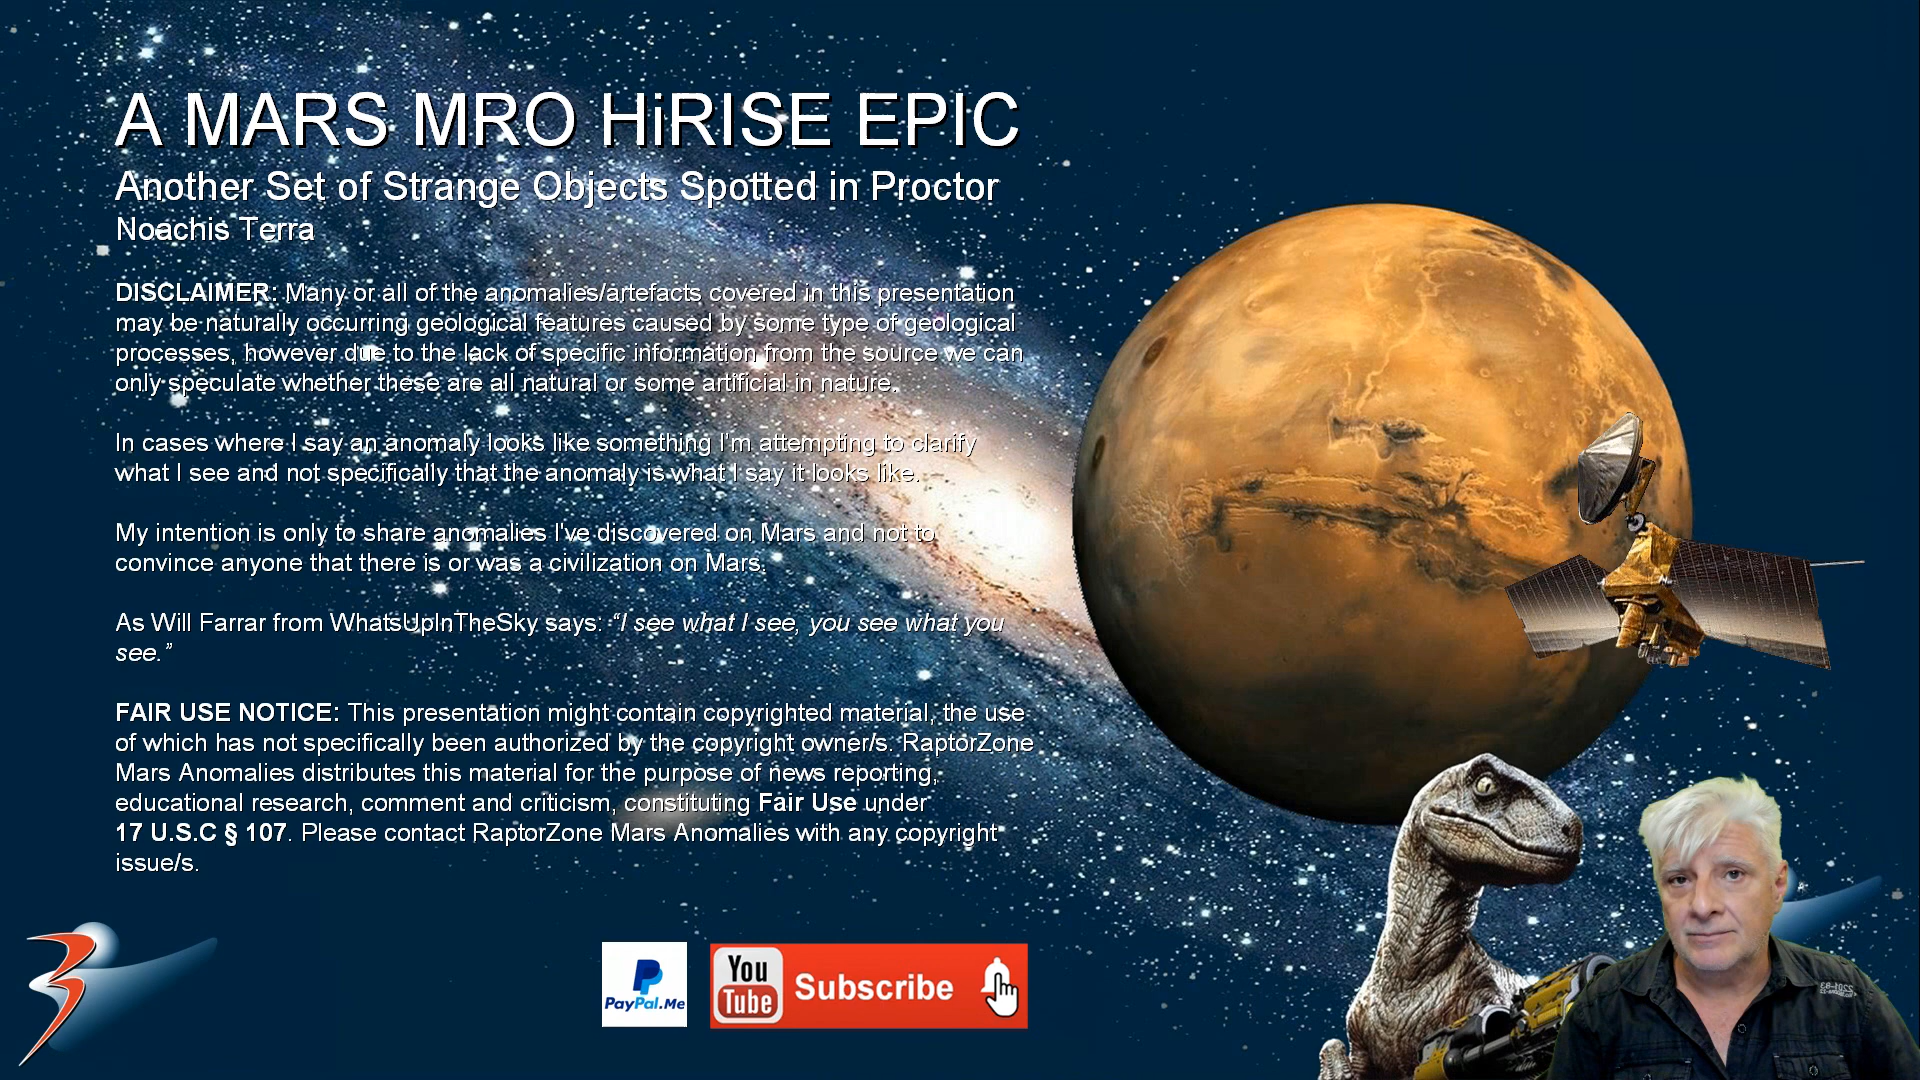 A MARS MRO HiRISE EPIC
Another Set of Strange Objects Spotted in Proctor
Noachis Terra
DISCLAIMER: Many or all of the anomalies/artefacts covered in this presentation
may be naturally occurring geological features caused by some type of geological
processes, however due to the lack of specific information from the source we can
only speculate whether these are all natural or some artificial in nature.
In cases where I say an anomaly looks like something I'm attempting to clarify
what I see and not specifically that the anomaly is what I say it looks like.
My intention is only to share anomalies I've discovered on Mars and not to
convince anyone that there is or was a civilization on Mars.
As Will Farrar from WhatsUpInTheSky says: “I see what I see, you see what you
see.”
FAIR USE NOTICE: This presentation might contain copyrighted material, the use
of which has not specifically been authorized by the copyright owner/s. RaptorZone
Mars Anomalies distributes this material for the purpose of news reporting,
educational research, comment and criticism, constituting Fair Use under
17 U.S.C § 107. Please contact RaptorZone Mars Anomalies with any copyright
issue/s.
PayPal.Me
You
Tube
Subscribe